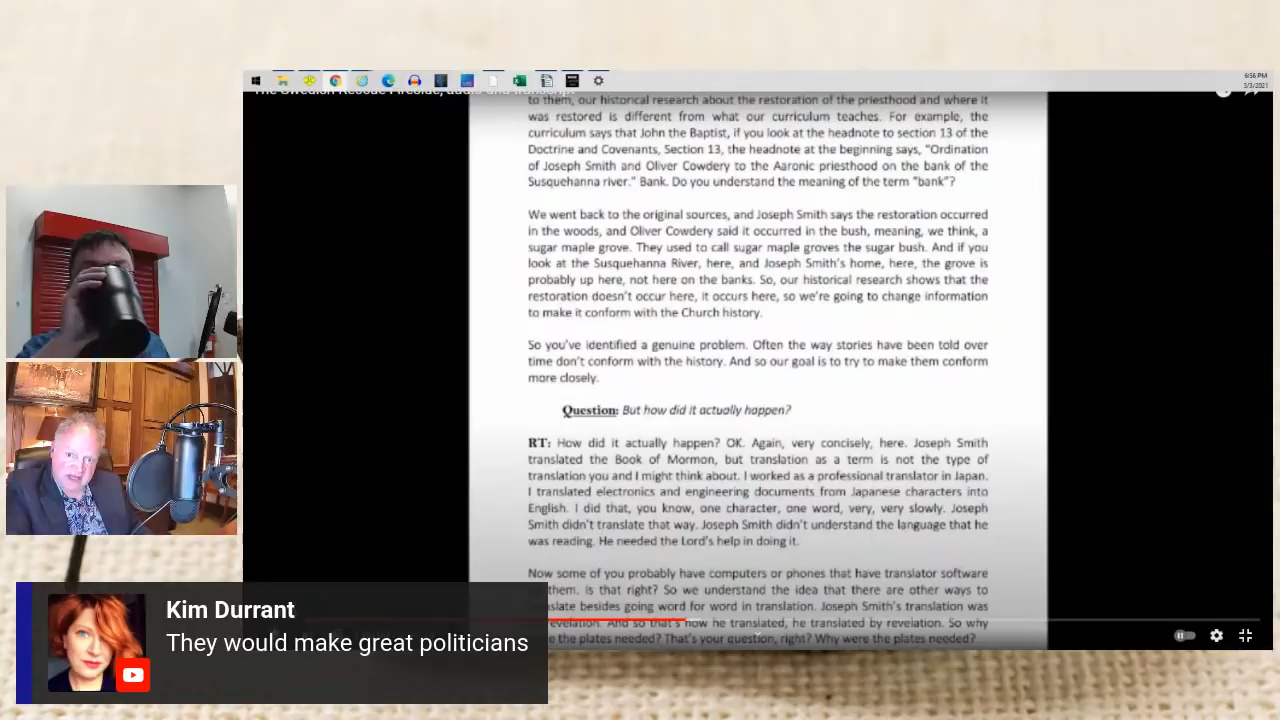 6:56 PM
3/3/2021
The Swedish Rescue Fireside, audio and transcript
to them, our historical research about the restoration of the priesthood and where it
was restored is different from what our curriculum teaches. For example, the
curriculum says that John the Baptist, if you look at the headnote to section 13 of the
Doctrine and Covenants, Section 13, the headnote at the beginning says, “Ordination
of Joseph Smith and Oliver Cowdery to the Aaronic priesthood on the bank of the
Susquehanna river.” Bank. Do you understand the meaning of the term “bank”?
We went back to the original sources, and Joseph Smith says the restoration occurred
in the woods, and Oliver Cowdery said it occurred in the bush, meaning, we think, a
sugar maple grove. They used to call sugar maple groves the sugar bush. And if you
look at the Susquehanna River, here, and Joseph Smith’s home, here, the grove is
probably up here, not here on the banks. So, our historical research shows that the
restoration doesn’t occur here, it occurs here, so we’re going to change information
to make it conform with the Church history.
So you’ve identified a genuine problem. Often the way stories have been told over
time don’t conform with the history. And so our goal is to try to make them conform
more closely.
Question: But how did it actually happen?
RT: How did it actually happen? OK. Again, very concisely, here. Joseph Smith
translated the Book of Mormon, but translation as a term is not the type of
translation you and I might think about. I worked as a professional translator in Japan.
I translated electronics and engineering documents from Japanese characters into
English. I did that, you know, one character, one word, very, very slowly. Joseph
Smith didn’t translate that way. Joseph Smith didn’t understand the language that he
was reading. He needed the Lord’s help in doing it.
Now some of you probably have computers or phones that have translator software
them. Is that right? So we understand the idea that there are other ways to
slate besides going word for word in translation. Joseph Smith’s translation was
revelation. And so that’s how he translated, he translated by revelation. So why
e the plates needed? That’s your question, right? Why were the plates needed?
Kim Durrant
They would make great politicians